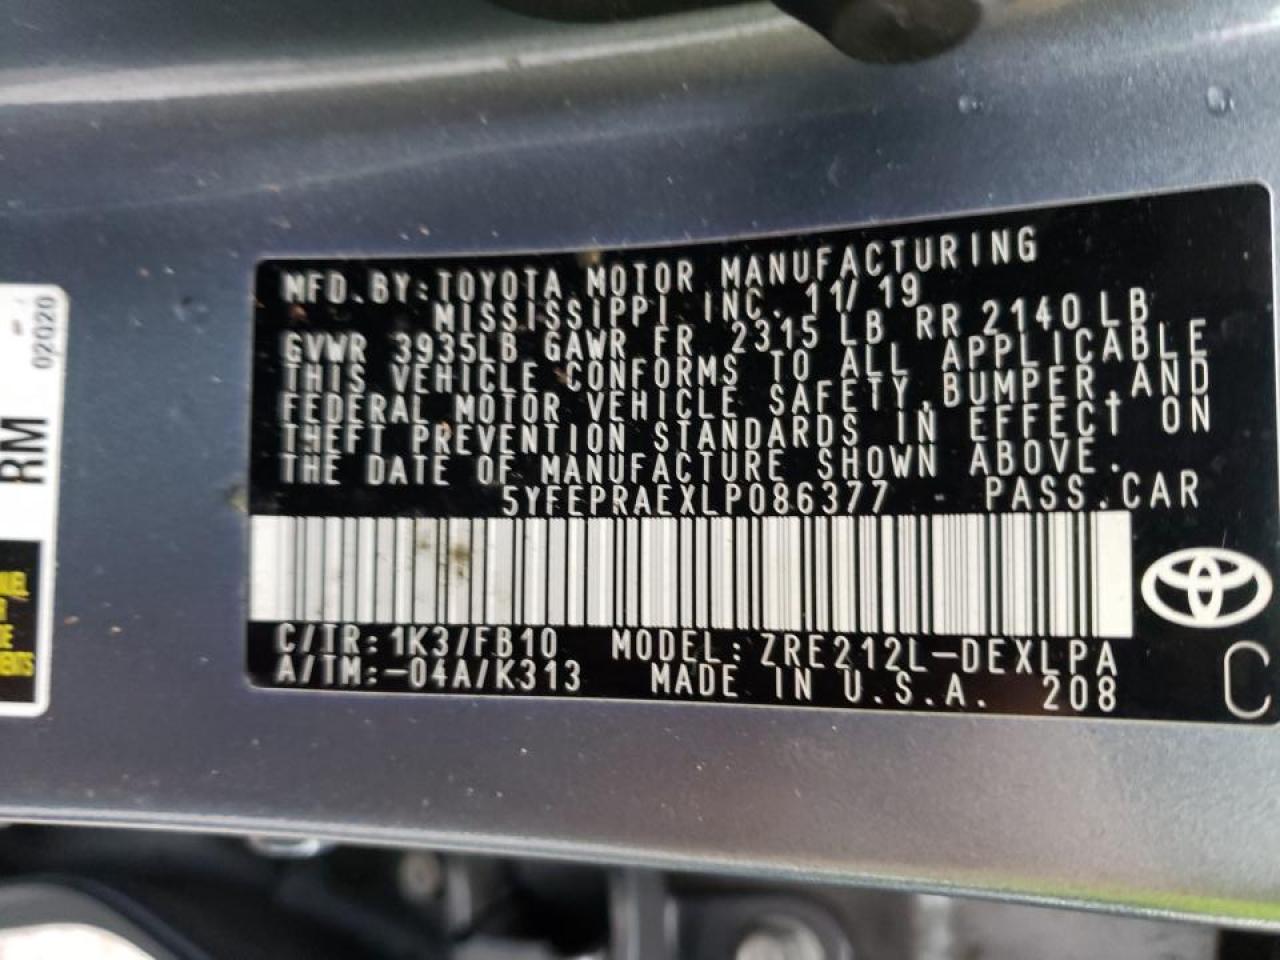 MFD.BY:TOYOTA MOTOR MANUFACTURING
MISSISSIPPI INC. 11/19
GVWR 3935LB GAWR FR 2315 LB RR 2140 LB
THIS VEHICLE CONFORMS TO ALL APPLICABLE
FEDERAL MOTOR VEHICLE SAFETY,BUMPER,AND
THEFT PREVENTION STANDARDS IN EFFECT ON
THE DATE OF MANUFACTURE SHOWN ABOVE.
5YFEPRAEXLP086377 PASS.CAR
C/TR:1K3/FB10 MODEL:ZRE212L-DEXLPA
A/TM:-04A/K313 MADE IN U.S.A. 208
C
02020
RM